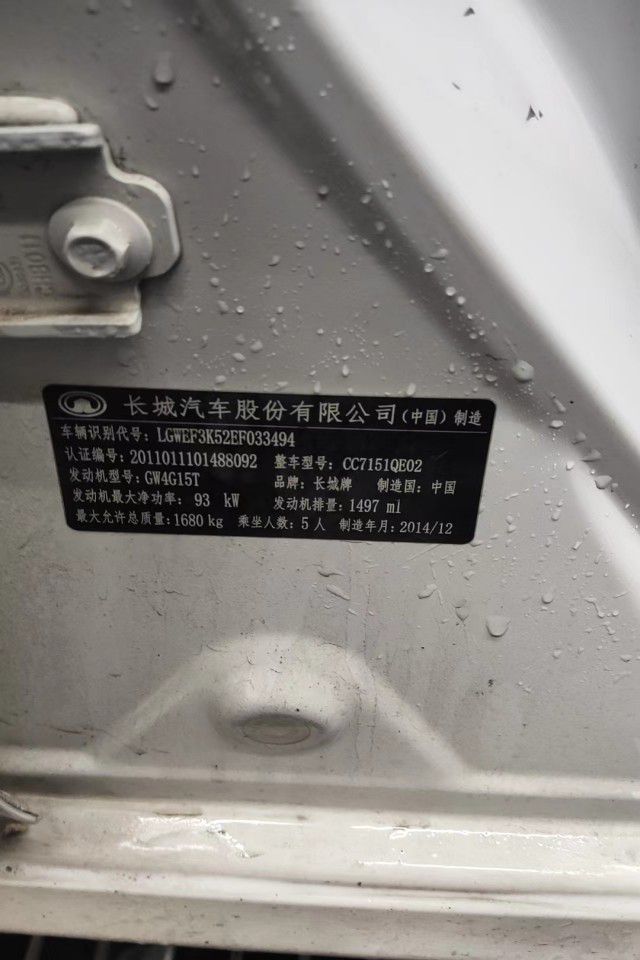 长城汽车股份有限公司(中国)制造
车辆识别代号:LGWEF3K52EF033494
认证编号:2011011101488092 整车型号:CC7151QE02
发动机型号:GW4G15T 品牌:长城牌 制造国:中国
发动机最大净功率:93 kW 发动机排量:1497 ml
最大允许总质量:1680 kg 乘坐人数:5人 制造年月:2014/12